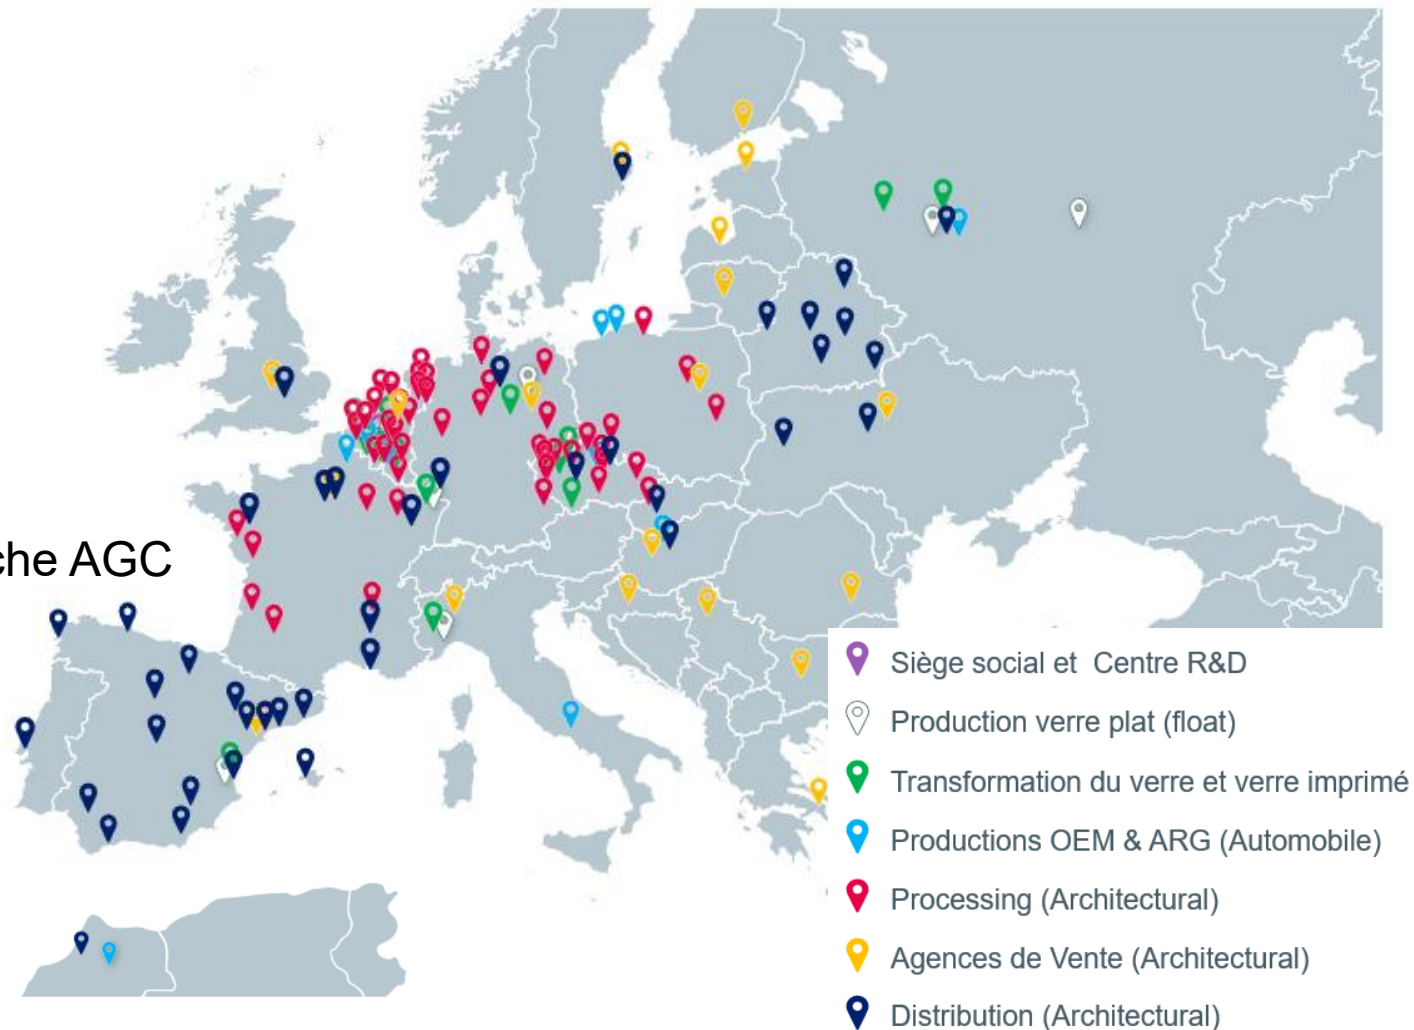 che AGC
Siège social et Centre R&D
Production verre plat (float)
Transformation du verre et verre imprimé
Productions OEM & ARG (Automobile)
Processing (Architectural)
Agences de Vente (Architectural)
Distribution (Architectural)